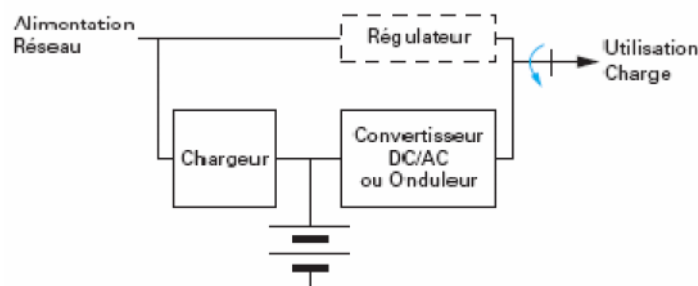 Alimentation
Réseau
Régulateur
Utilisation
Charge
Chargeur
Convertisseur
DC/AC
ou Onduleur